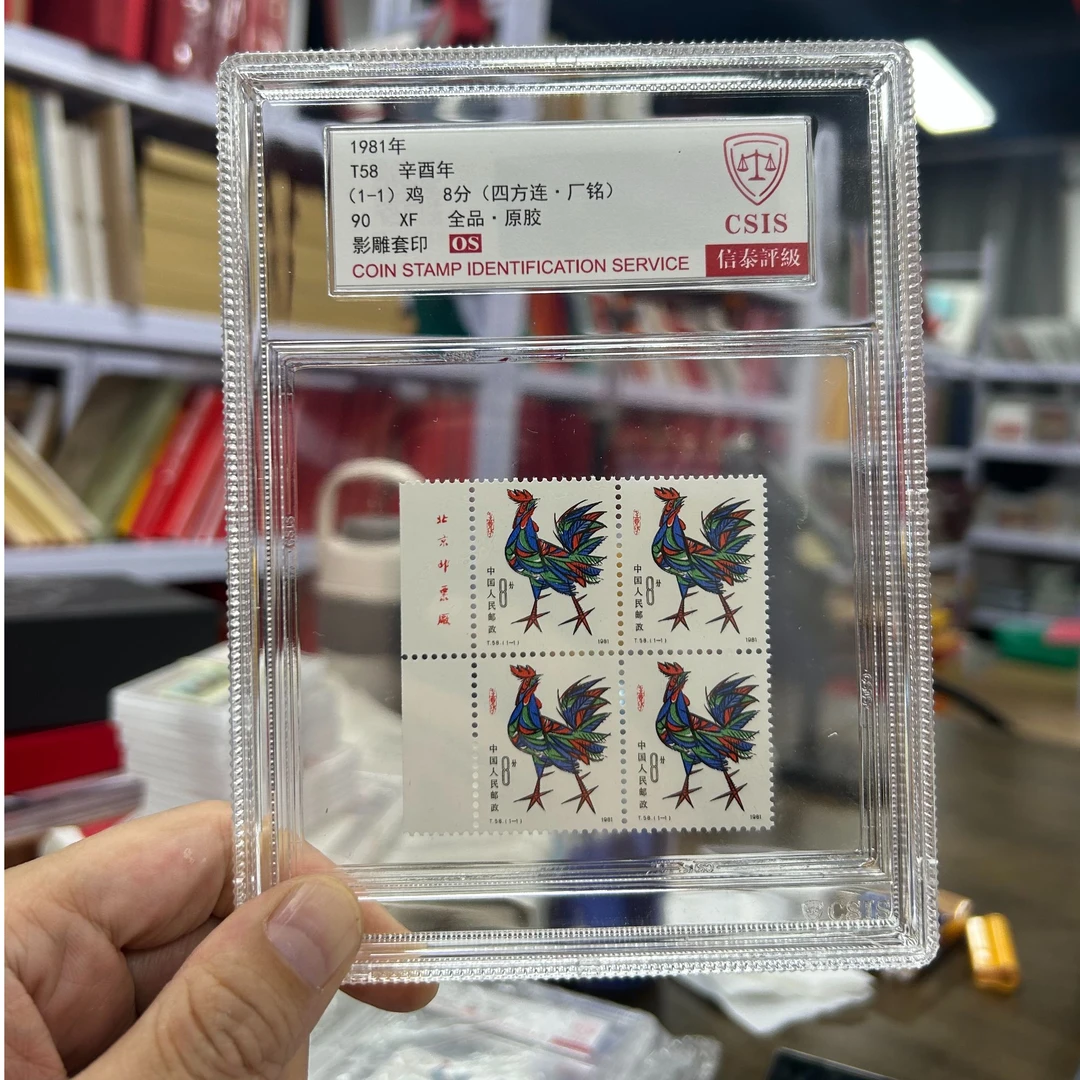 1981年
T58 辛酉年
(1-1) 鸡 8分 (四方连·厂铭)
90 XF 全品·原胶
影雕套印 OS
COIN STAMP IDENTIFICATION SERVICE
CSIS
信泰評級
北京邮票厂
中国人民邮政
8分
T.58.(1-1) 1981
中国人民邮政
8分
T.58.(1-1) 1981
中国人民邮政
8分
T.58.(1-1) 1981
中国人民邮政
8分
T.58.(1-1) 1981
CSIS